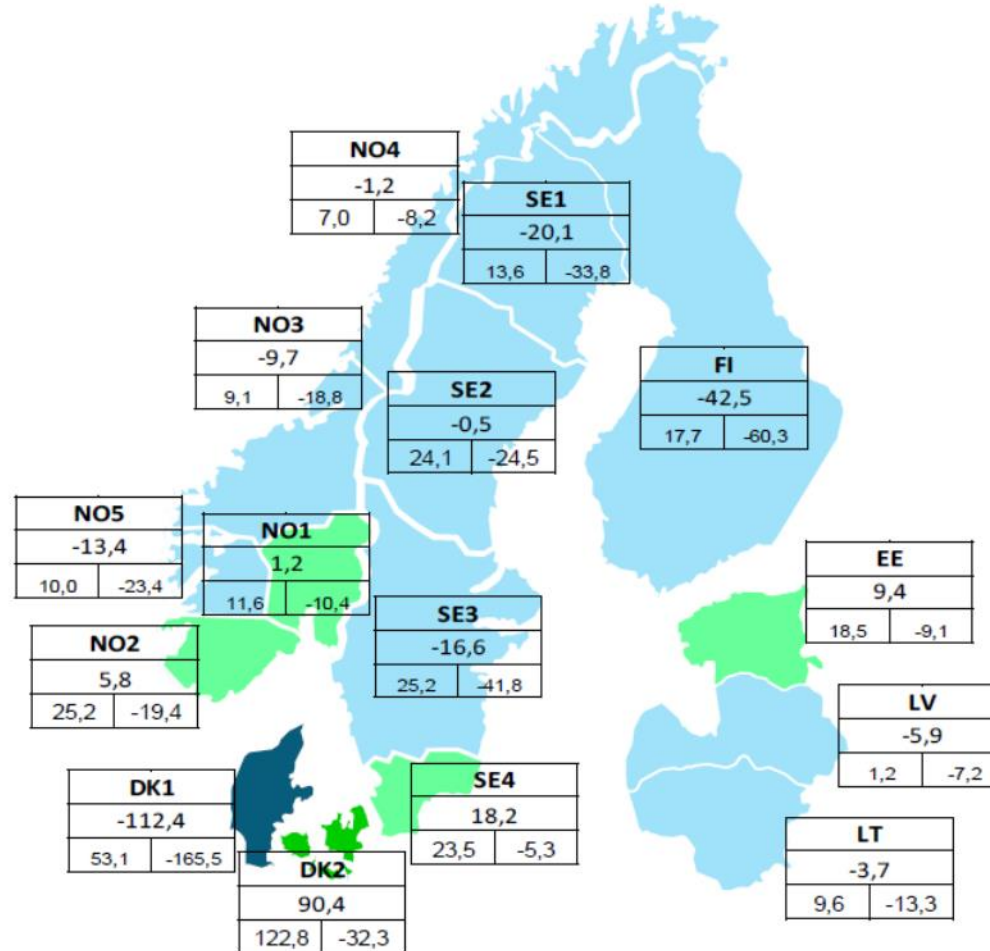 NO4
-1,2
7,0 -8,2
SE1
-20,1
13,6 -33,8
NO3
-9,7
9,1 -18,8
FI
-42,5
17,7 -60,3
SE2
-0,5
24,1 -24,5
NO5
-13,4
10,0 -23,4
NO1
1,2
11,6 -10,4
EE
9,4
18,5 -9,1
SE3
-16,6
25,2 -41,8
NO2
5,8
25,2 -19,4
LV
-5,9
1,2 -7,2
DK1
-112,4
53,1 -165,5
SE4
18,2
23,5 -5,3
LT
-3,7
9,6 -13,3
DK2
90,4
122,8 -32,3